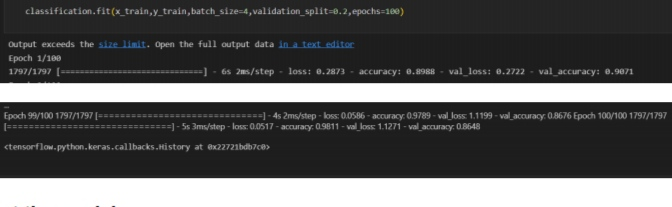 classification.fit(x_train,y_train,batch_size=4,validation_split=0.2,epochs=100)
Output exceeds the size limit. Open the full output data in a text editor
Epoch 1/100
1797/1797 [==============================] - 6s 2ms/step - loss: 0.2873 - accuracy: 0.8988 - val_loss: 0.2722 - val_accuracy: 0.9071
...
Epoch 99/100 1797/1797 [==============================] - 4s 2ms/step - loss: 0.0586 - accuracy: 0.9789 - val_loss: 1.1199 - val_accuracy: 0.8676 Epoch 100/100 1797/1797
[==============================] - 5s 3ms/step - loss: 0.0517 - accuracy: 0.9811 - val_loss: 1.1271 - val_accuracy: 0.8648
<tensorflow.python.keras.callbacks.History at 0x22721bdb7c0>